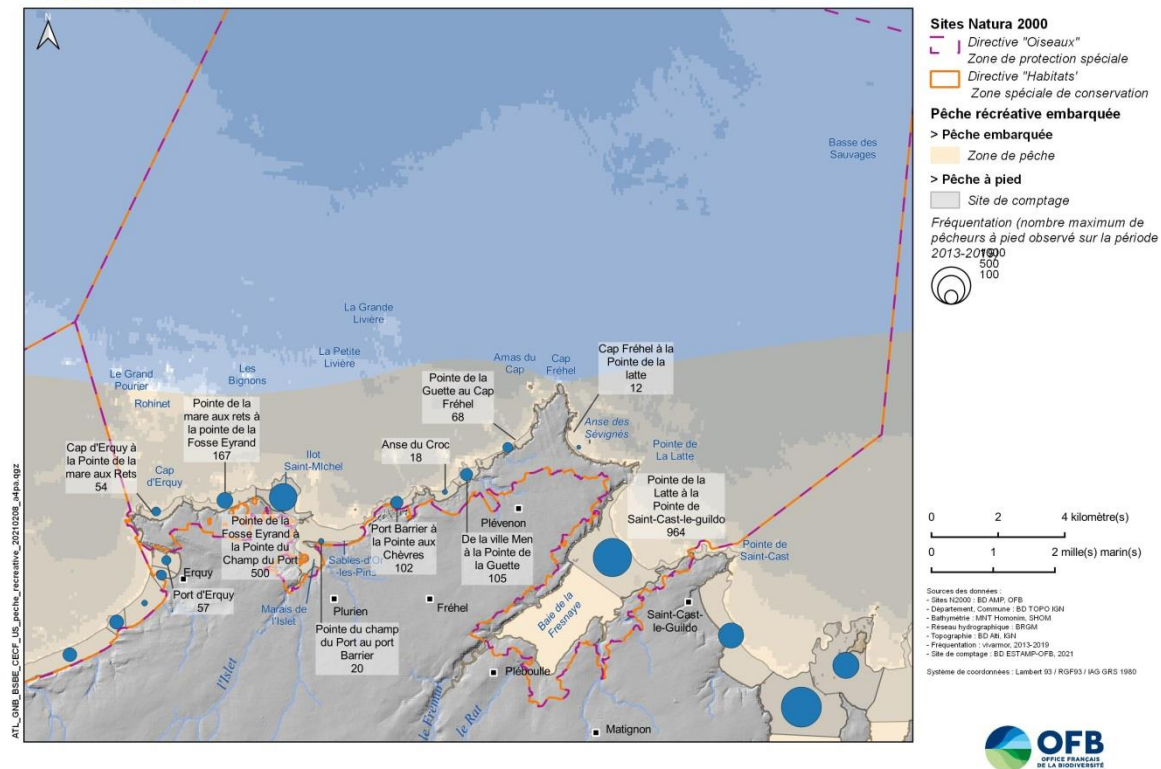 N
Basse des
Sauvages
La Grande
Livière
La Petite
Livière
Le Grand
Pourier
Les
Bignons
Rohinet
Amas du
Cap
Cap
Fréhel
Cap Fréhel à la
Pointe de la
latte
12
Pointe de la
Guette au Cap
Fréhel
68
Pointe de la
mare aux rets à
la pointe de la
Fosse Eyrand
167
Anse des
Sévignés
Cap d'Erquy à
la Pointe de la
mare aux Rets
54
Cap
d'Erquy
Ilot
Saint-MIchel
Anse du Croc
18
Pointe de
La Latte
Pointe de la
Latte à la
Pointe de
Saint-Cast-le-guildo
964
Plévenon
Pointe de la
Fosse Eyrand à
la Pointe du
Champ du Port
500
Port Barrier à
la Pointe aux
Chèvres
102
De la ville Men
à la Pointe de
la Guette
105
Pointe de
Saint-Cast
Sables-d'Or
-les-Pins
Erquy
Port d'Erquy
57
Marais de
l'Islet
Plurien
Fréhel
Baie de la
Fresnaye
Saint-Cast-
le-Guildo
Pointe du champ
du Port au port
Barrier
20
l'Islet
le Frémur
le Rat
Pléboulle
Matignon
ATL_GNB_BSBE_CECF_US_peche_recreative_20210208_a4pa.qgz
Sites Natura 2000
Directive "Oiseaux"
Zone de protection spéciale
Directive "Habitats'
Zone spéciale de conservation
Pêche récréative embarquée
> Pêche embarquée
Zone de pêche
> Pêche à pied
Site de comptage
Fréquentation (nombre maximum de
pêcheurs à pied observé sur la période
2013-2019)
1000
500
100
0 2 4 kilomètre(s)
0 1 2 mille(s) marin(s)
Sources des données :
- Sites N2000 : BD AMP, OFB
- Département, Commune : BD TOPO IGN
- Bathymétrie : MNT Homonim, SHOM
- Réseau hydrographique : BRGM
- Topographie : BD Alti, IGN
- Fréquentation : vivarmor, 2013-2019
- Site de comptage : BD ESTAMP-OFB, 2021
Système de coordonnées : Lambert 93 / RGF93 / IAG GRS 1980
OFB
OFFICE FRANÇAIS
DE LA BIODIVERSITÉ